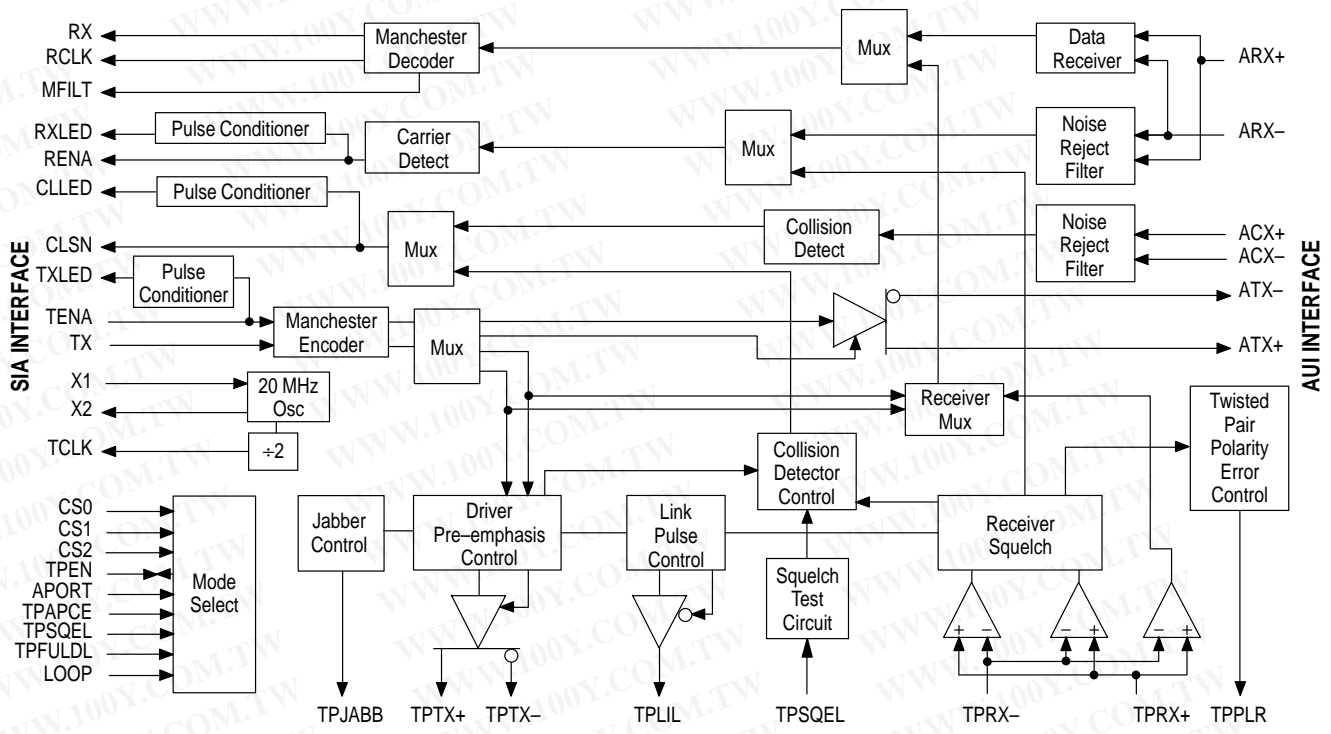 RX
RCLK
MFILT
RXLED
RENA
CLLED
CLSN
TXLED
TENA
TX
X1
X2
TCLK
CS0
CS1
CS2
TPEN
APORT
TPAPCE
TPSQEL
TPFULDL
LOOP
SIA INTERFACE
Manchester
Decoder
Pulse Conditioner
Carrier
Detect
Pulse Conditioner
Mux
Pulse
Conditioner
Manchester
Encoder
Mux
20 MHz
Osc
÷2
Mode
Select
Mux
Mux
Data
Receiver
Noise
Reject
Filter
Collision
Detect
Noise
Reject
Filter
ARX+
ARX–
ACX+
ACX–
ATX–
ATX+
AUI INTERFACE
Receiver
Mux
Twisted
Pair
Polarity
Error
Control
Collision
Detector
Control
Jabber
Control
Driver
Pre–emphasis
Control
Link
Pulse
Control
Receiver
Squelch
Squelch
Test
Circuit
+ – – + – +
TPJABB
TPTX+
TPTX–
TPLIL
TPSQEL
TPRX–
TPRX+
TPPLR
WWW.100Y.COM.TW